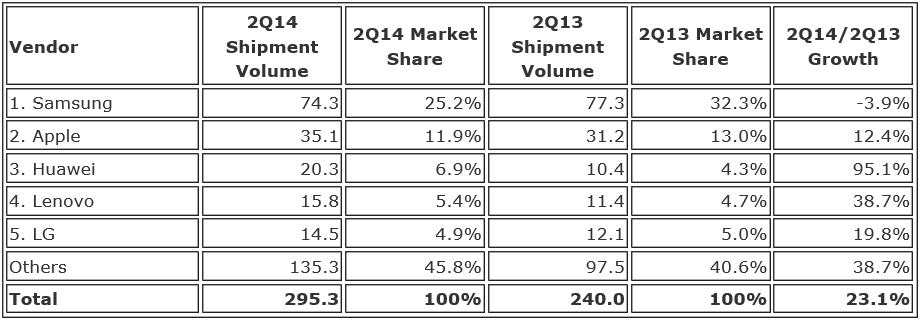 Vendor 2Q14 Shipment Volume 2Q14 Market Share 2Q13 Shipment Volume 2Q13 Market Share 2Q14/2Q13 Growth
1. Samsung 74.3 25.2% 77.3 32.3% -3.9%
2. Apple 35.1 11.9% 31.2 13.0% 12.4%
3. Huawei 20.3 6.9% 10.4 4.3% 95.1%
4. Lenovo 15.8 5.4% 11.4 4.7% 38.7%
5. LG 14.5 4.9% 12.1 5.0% 19.8%
Others 135.3 45.8% 97.5 40.6% 38.7%
Total 295.3 100% 240.0 100% 23.1%